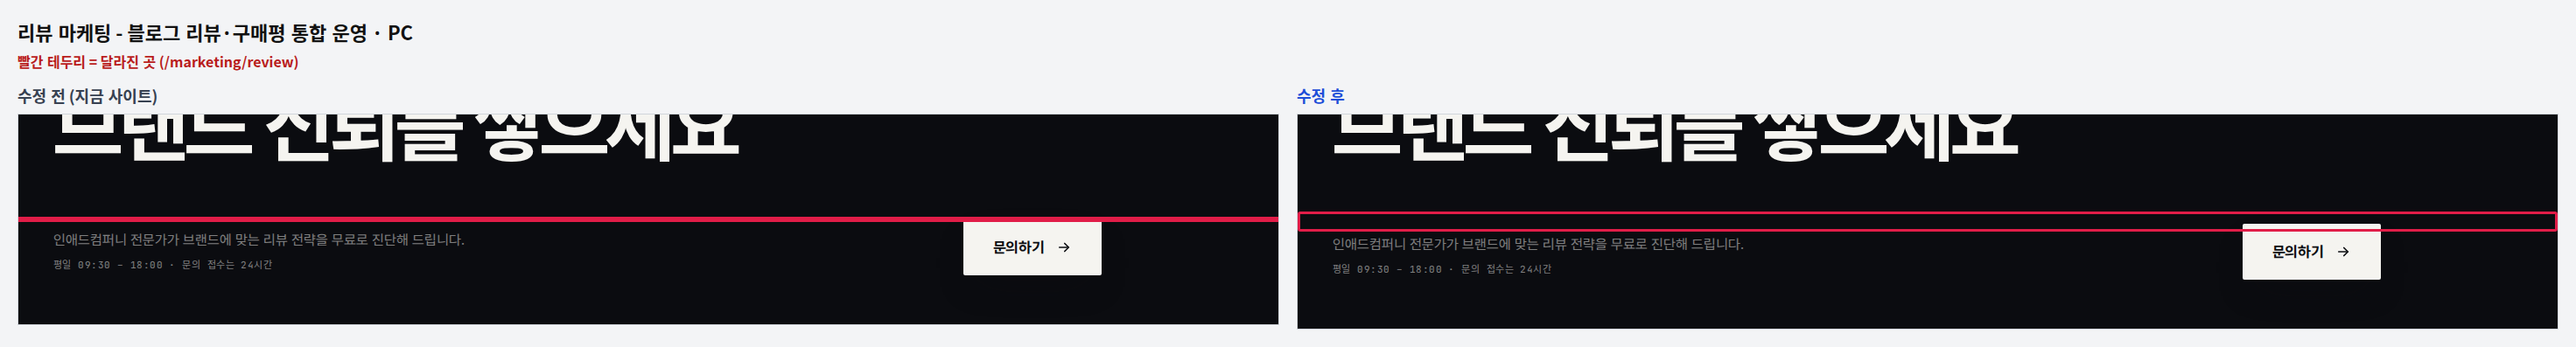 리뷰 마케팅 - 블로그 리뷰·구매평 통합 운영 · PC
빨간 테두리 = 달라진 곳 (/marketing/review)
수정 전 (지금 사이트)
브랜드 신뢰를 쌓으세요
인애드컴퍼니 전문가가 브랜드에 맞는 리뷰 전략을 무료로 진단해 드립니다.
문의하기 →
평일 09:30 – 18:00 · 문의 접수는 24시간
수정 후
브랜드 신뢰를 쌓으세요
인애드컴퍼니 전문가가 브랜드에 맞는 리뷰 전략을 무료로 진단해 드립니다.
문의하기 →
평일 09:30 – 18:00 · 문의 접수는 24시간